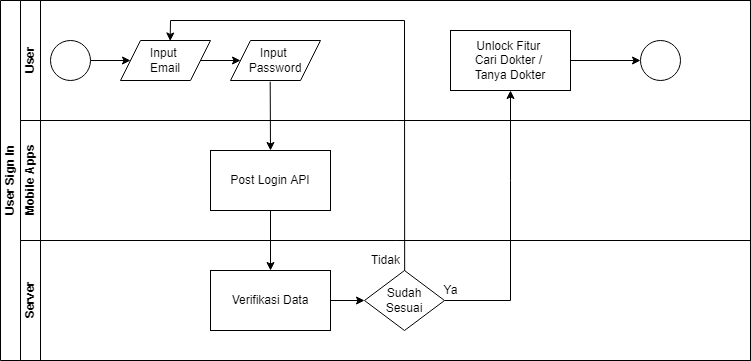 User Sign In
User
Input
Email
Input
Password
Unlock Fitur
Cari Dokter /
Tanya Dokter
Mobile Apps
Post Login API
Server
Verifikasi Data
Tidak
Sudah
Sesuai
Ya